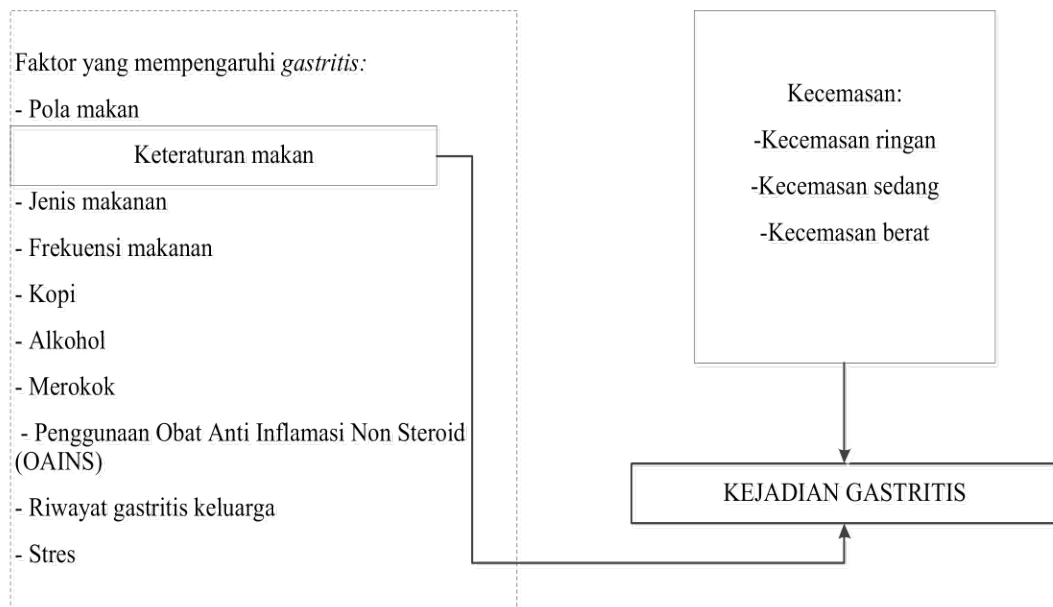 Faktor yang mempengaruhi gastritis:
- Pola makan
Keteraturan makan
- Jenis makanan
- Frekuensi makanan
- Kopi
- Alkohol
- Merokok
- Penggunaan Obat Anti Inflamasi Non Steroid
(OAINS)
- Riwayat gastritis keluarga
- Stres
Kecemasan:
-Kecemasan ringan
-Kecemasan sedang
-Kecemasan berat
KEJADIAN GASTRITIS